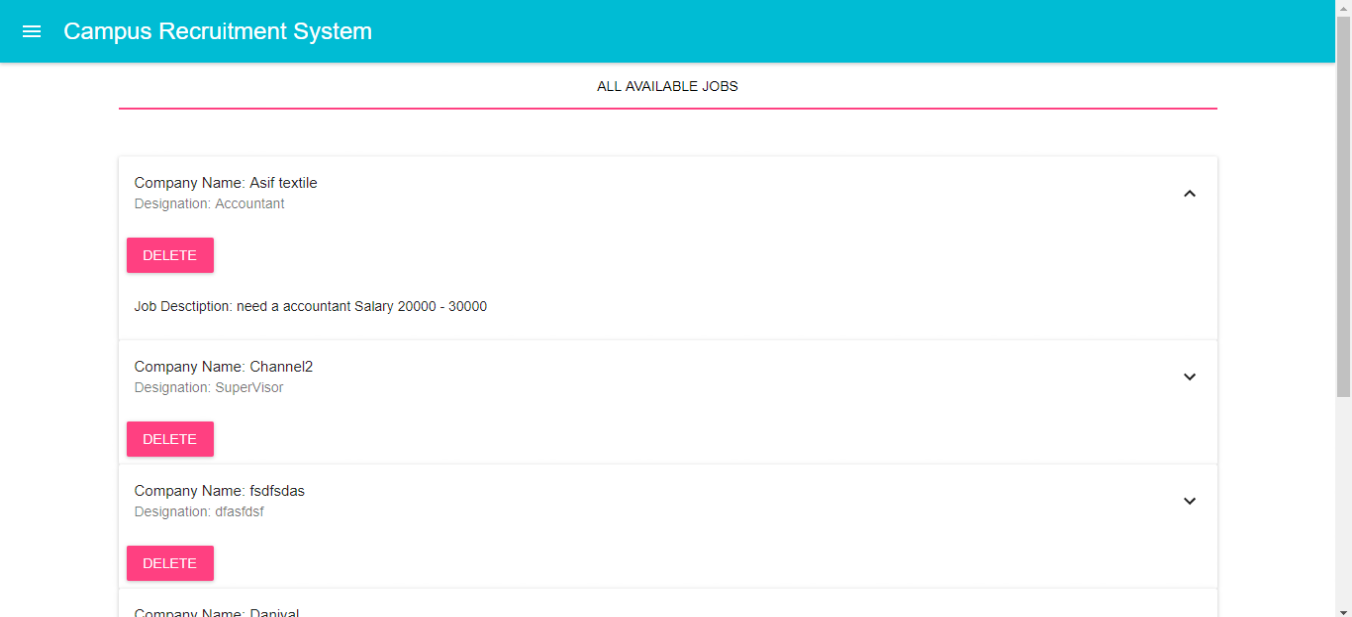 Campus Recruitment System
ALL AVAILABLE JOBS
Company Name: Asif textile
Designation: Accountant
DELETE
Job Desctiption: need a accountant Salary 20000 - 30000
Company Name: Channel2
Designation: SuperVisor
DELETE
Company Name: fsdfsdas
Designation: dfasfdsf
DELETE
Company Name: Daniyal